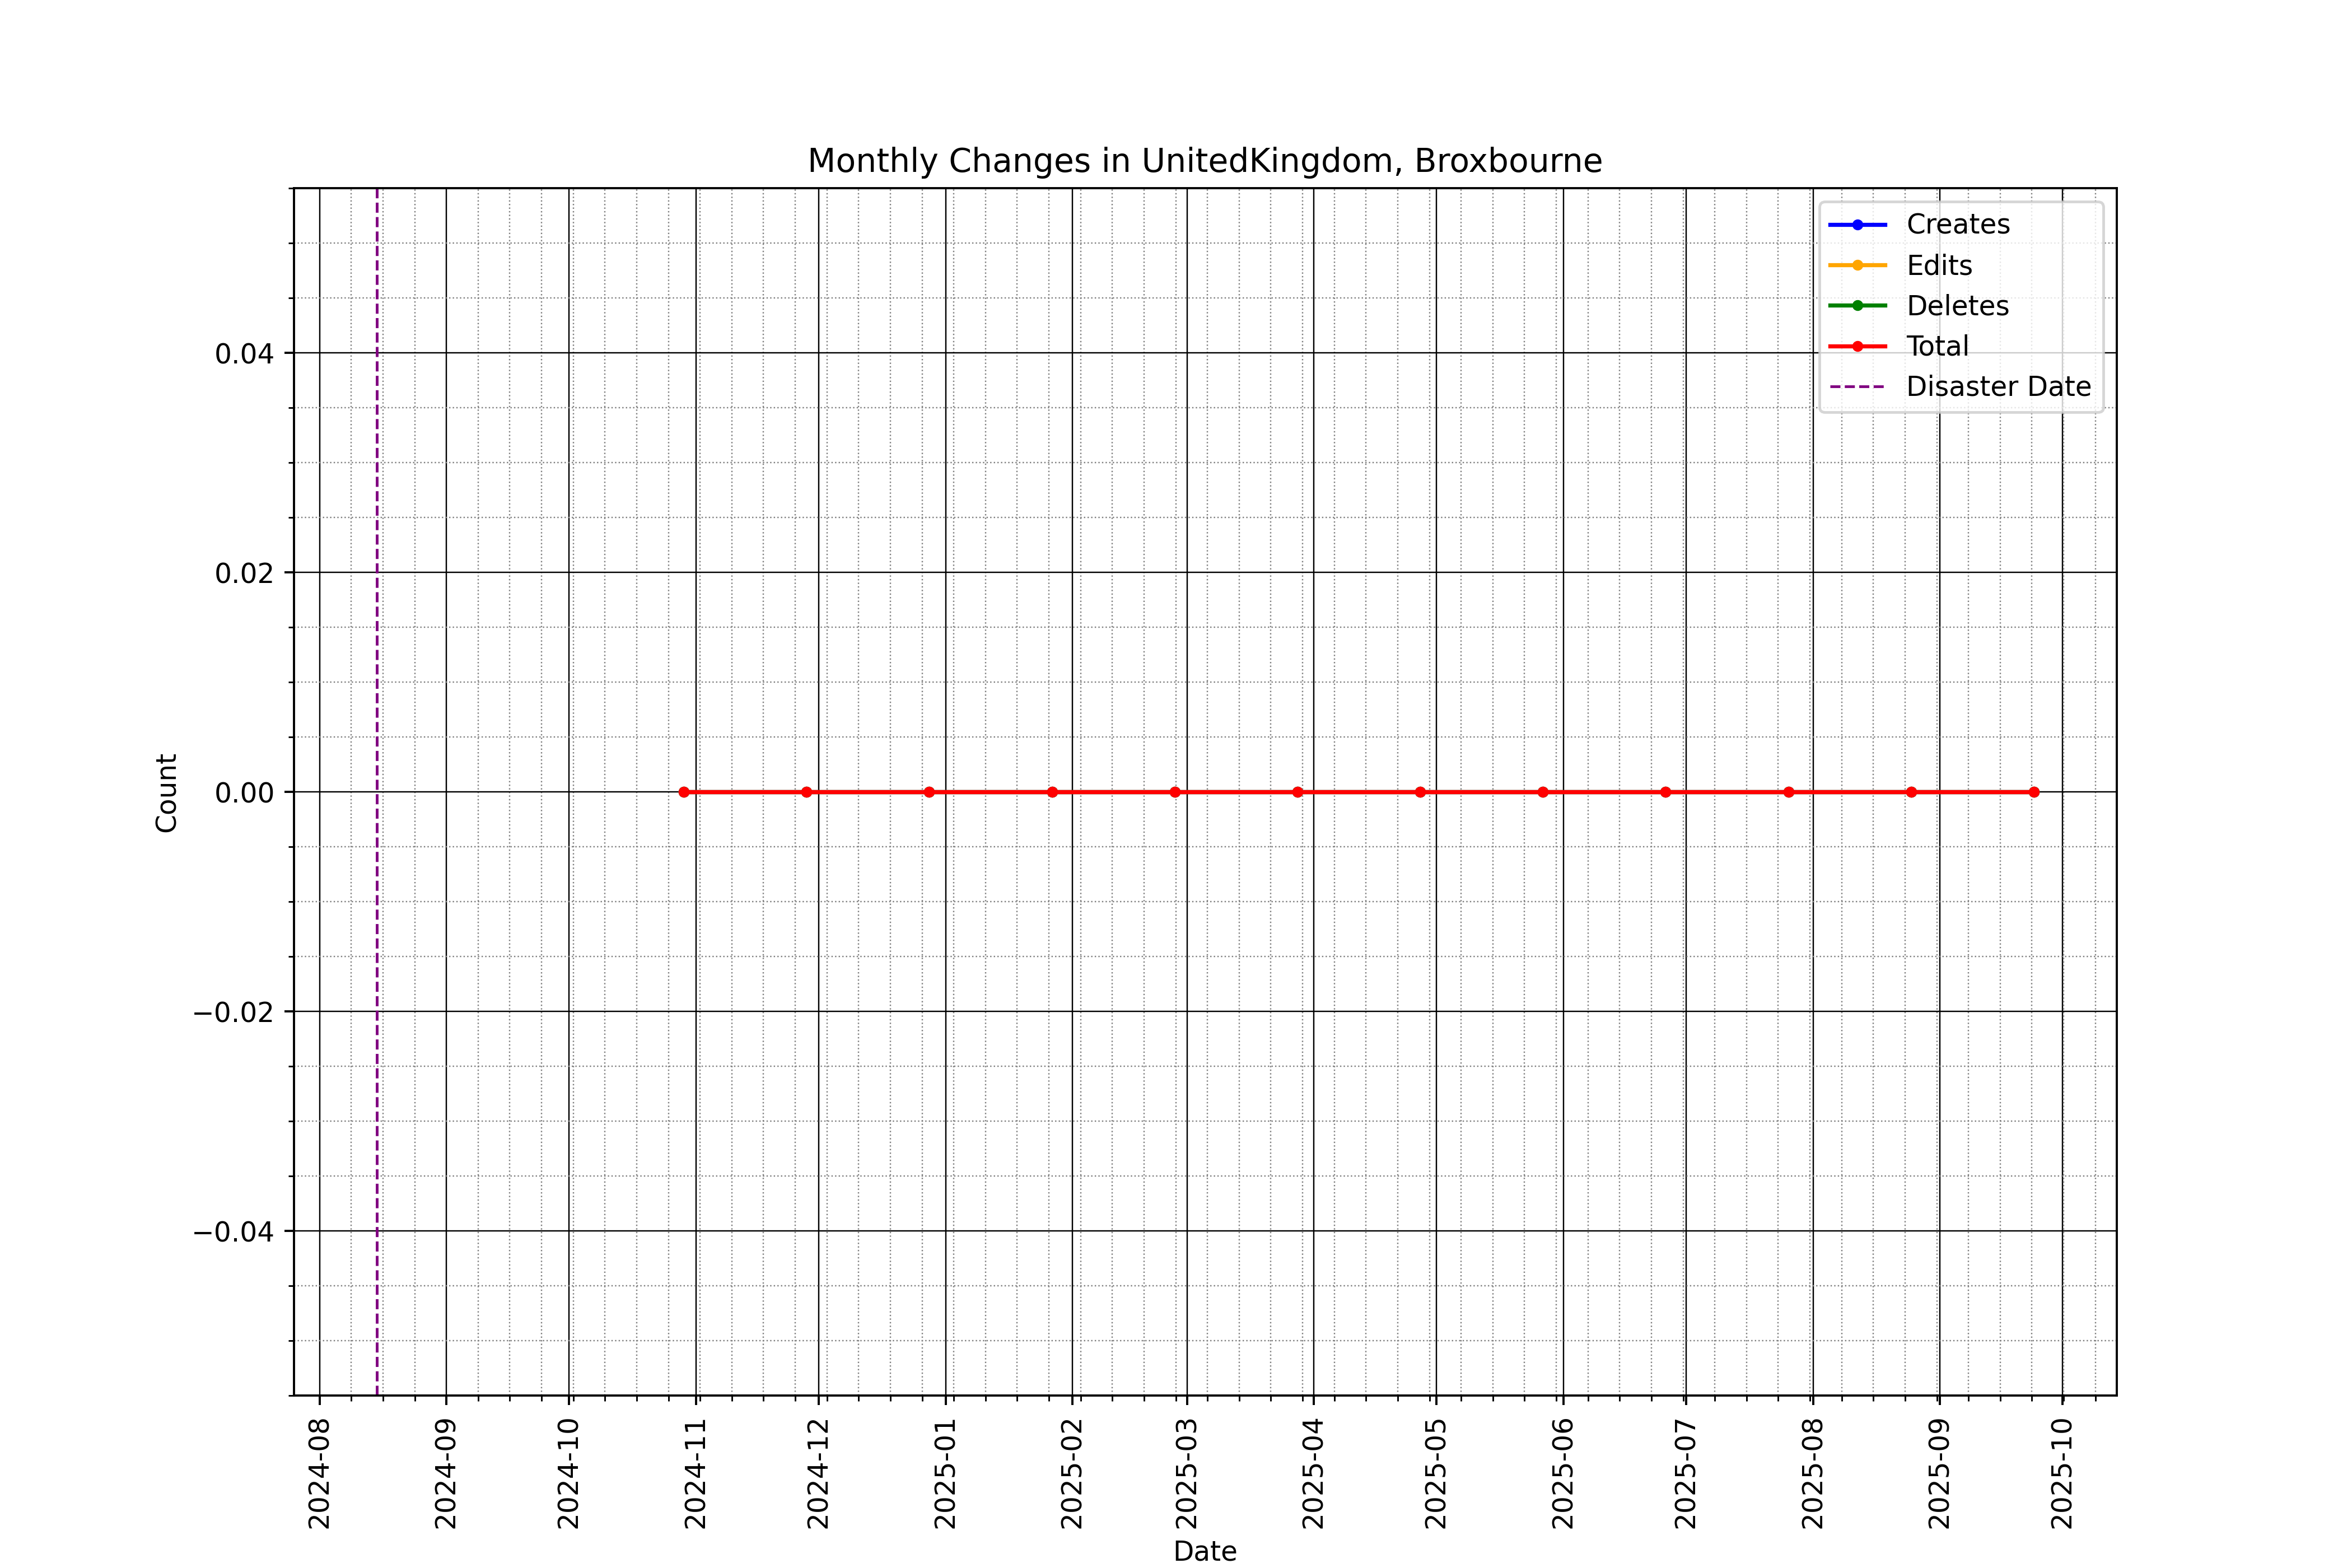 Monthly Changes in UnitedKingdom, Broxbourne
Creates
Edits
Deletes
Total
Disaster Date
Count
0.04
0.02
0.00
−0.02
−0.04
2024-08
2024-09
2024-10
2024-11
2024-12
2025-01
2025-02
2025-03
2025-04
2025-05
2025-06
2025-07
2025-08
2025-09
2025-10
Date